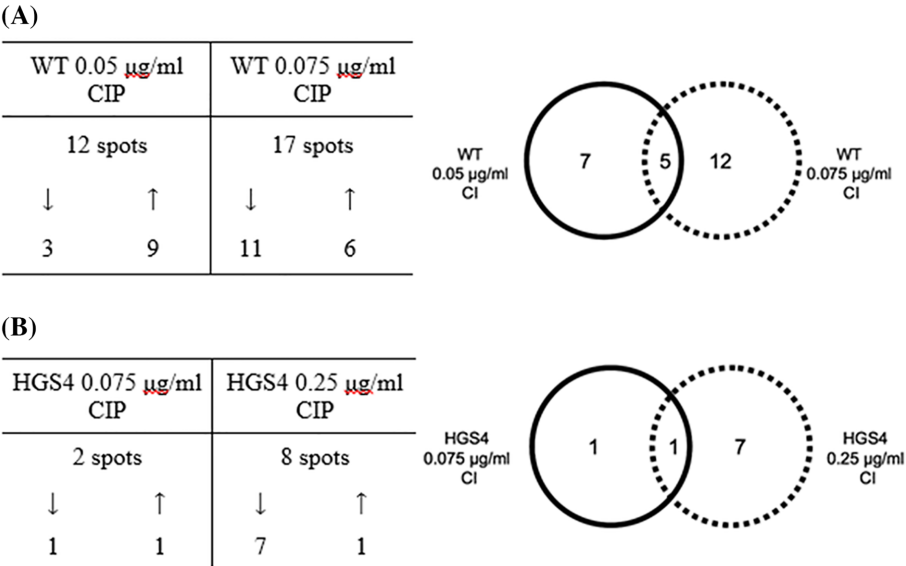 (A)
WT 0.05 µg/ml CIP
WT 0.075 µg/ml CIP
12 spots
17 spots
↓ ↑ ↓ ↑
3 9 11 6
WT
0.05 µg/ml
CI
7 5 12
WT
0.075 µg/ml
CI
(B)
HGS4 0.075 µg/ml CIP
HGS4 0.25 µg/ml CIP
2 spots
8 spots
↓ ↑ ↓ ↑
1 1 7 1
HGS4
0.075 µg/ml
CI
1 1 7
HGS4
0.25 µg/ml
CI